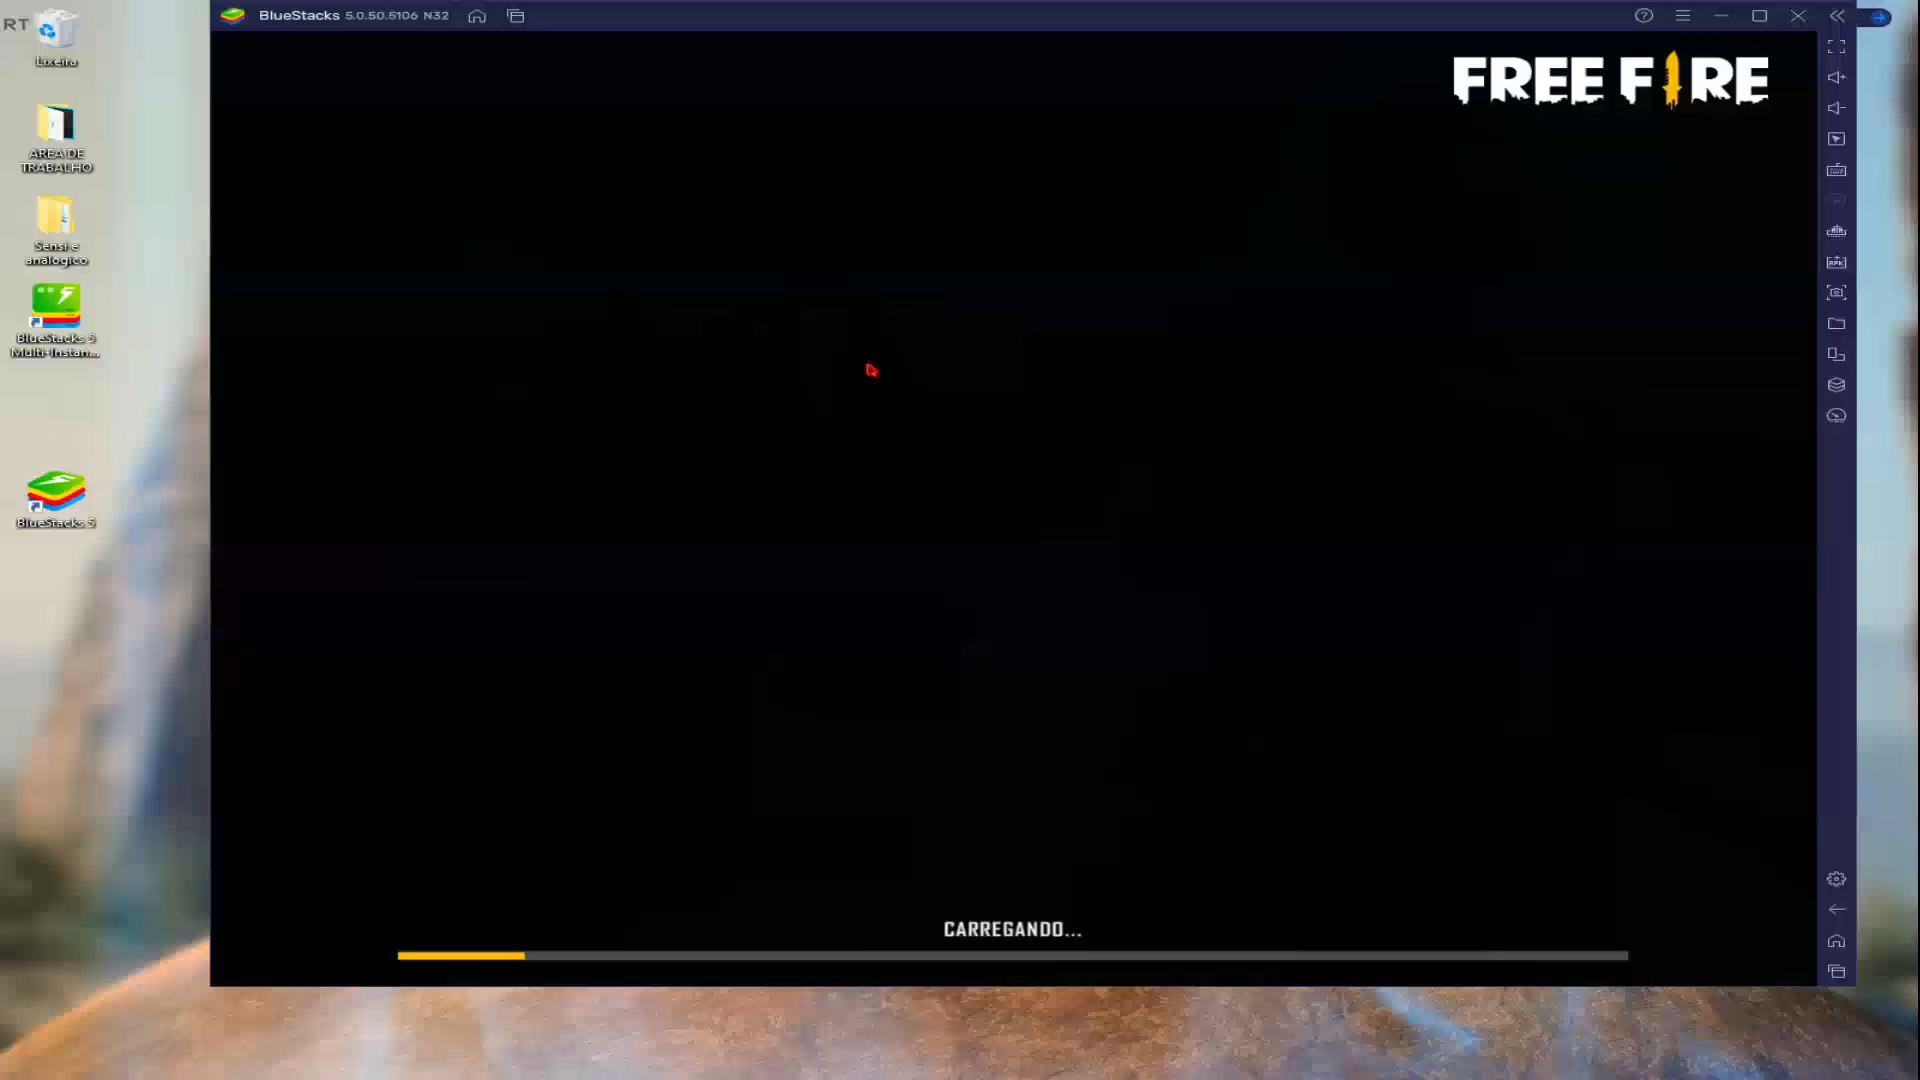 RT
Lixeira
AREA DE
TRABALHO
Sensi e
analogico
BlueStacks 5
Multi-Instan...
BlueStacks 5
BlueStacks 5.0.50.5106 N32
FREE FIRE
CARREGANDO...
APK